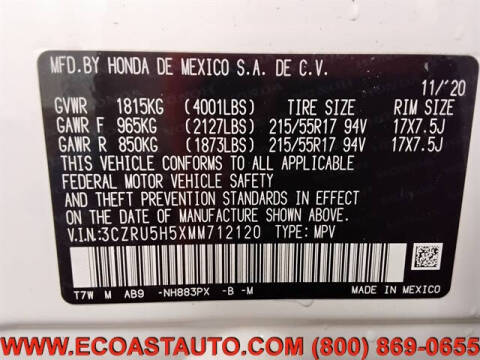 MFD.BY HONDA DE MEXICO S.A. DE C.V.
11/'20
GVWR 1815KG (4001LBS) TIRE SIZE RIM SIZE
GAWR F 965KG (2127LBS) 215/55R17 94V 17X7.5J
GAWR R 850KG (1873LBS) 215/55R17 94V 17X7.5J
THIS VEHICLE CONFORMS TO ALL APPLICABLE
FEDERAL MOTOR VEHICLE SAFETY
AND THEFT PREVENTION STANDARDS IN EFFECT
ON THE DATE OF MANUFACTURE SHOWN ABOVE.
V.I.N:3CZRU5H5XMM712120 TYPE: MPV
T7W M AB9 -NH883PX -B -M MADE IN MEXICO
WWW.ECOASTAUTO.COM (800) 869-0655